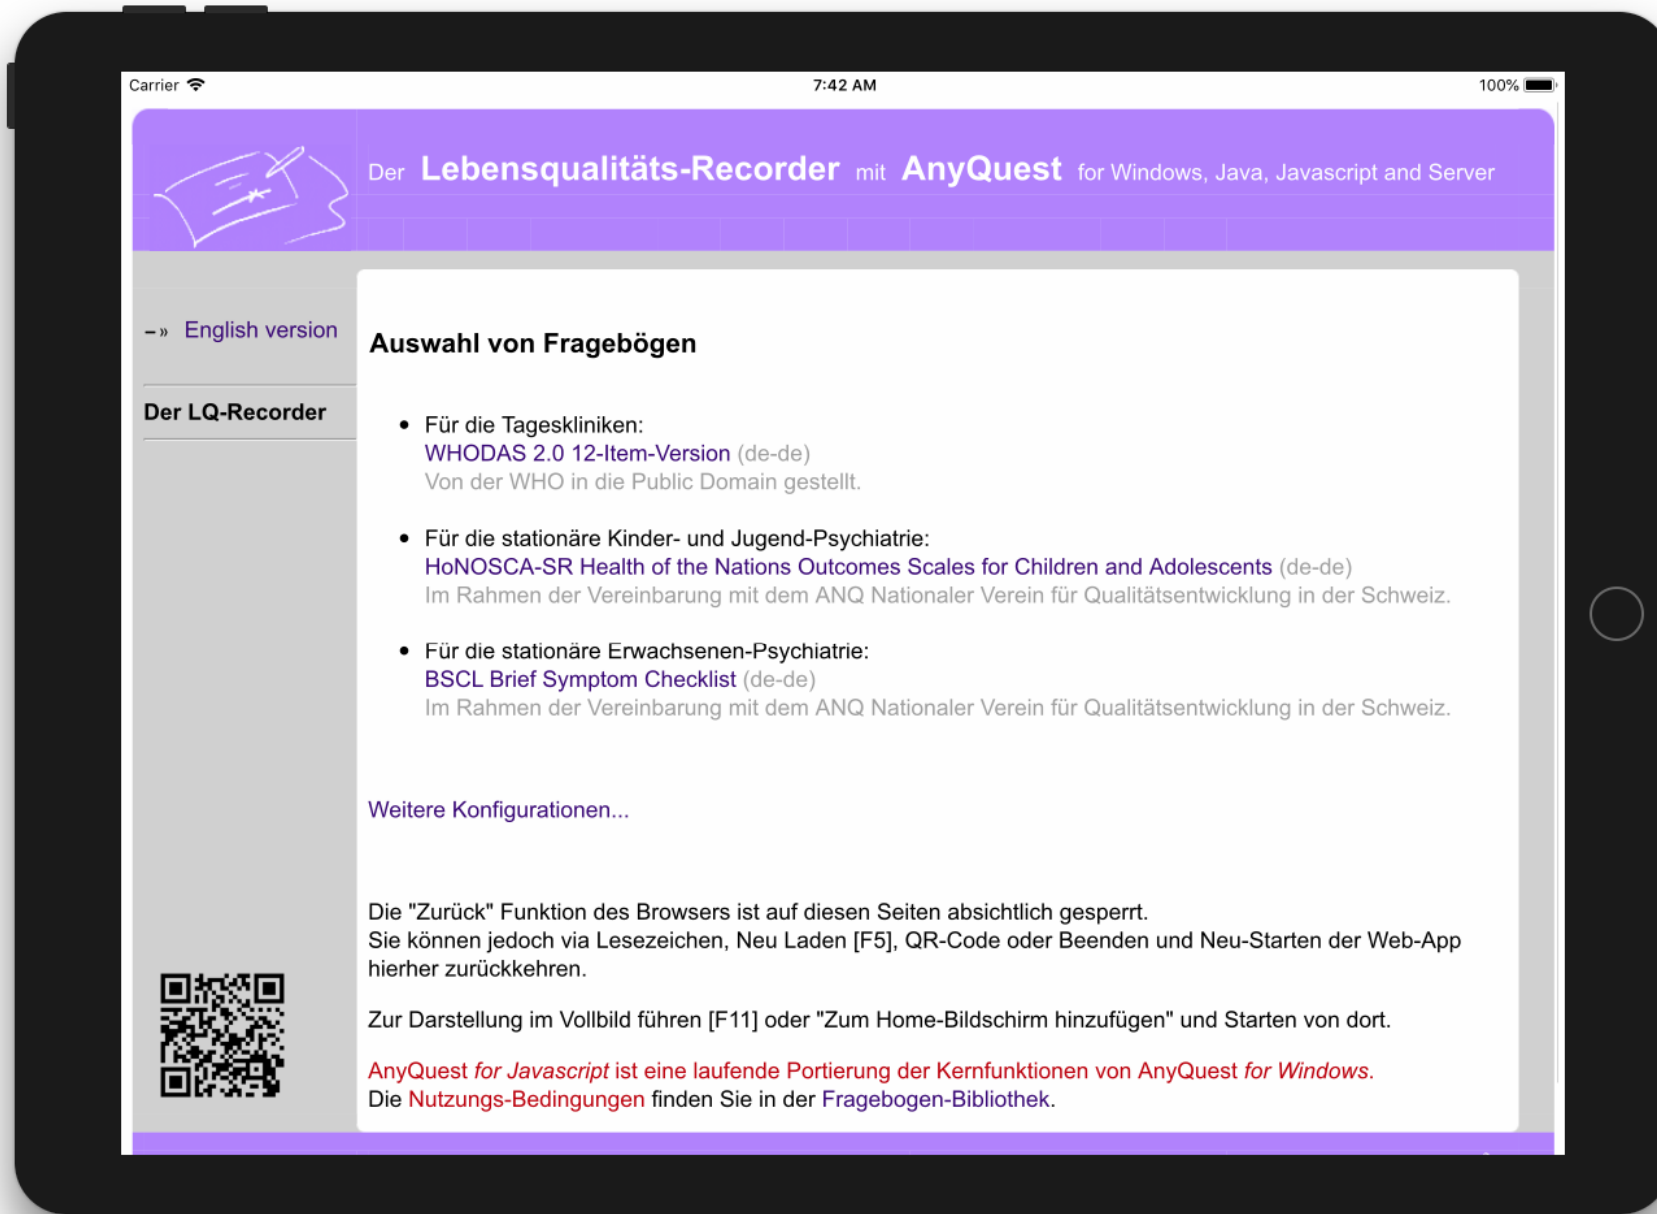 Carrier
7:42 AM
100%
Der Lebensqualitäts-Recorder mit AnyQuest for Windows, Java, Javascript and Server
–» English version
Der LQ-Recorder
Auswahl von Fragebögen
• Für die Tageskliniken:
WHODAS 2.0 12-Item-Version (de-de)
Von der WHO in die Public Domain gestellt.
• Für die stationäre Kinder- und Jugend-Psychiatrie:
HoNOSCA-SR Health of the Nations Outcomes Scales for Children and Adolescents (de-de)
Im Rahmen der Vereinbarung mit dem ANQ Nationaler Verein für Qualitätsentwicklung in der Schweiz.
• Für die stationäre Erwachsenen-Psychiatrie:
BSCL Brief Symptom Checklist (de-de)
Im Rahmen der Vereinbarung mit dem ANQ Nationaler Verein für Qualitätsentwicklung in der Schweiz.
Weitere Konfigurationen...
Die "Zurück" Funktion des Browsers ist auf diesen Seiten absichtlich gesperrt.
Sie können jedoch via Lesezeichen, Neu Laden [F5], QR-Code oder Beenden und Neu-Starten der Web-App
hierher zurückkehren.
Zur Darstellung im Vollbild führen [F11] oder "Zum Home-Bildschirm hinzufügen" und Starten von dort.
AnyQuest for Javascript ist eine laufende Portierung der Kernfunktionen von AnyQuest for Windows.
Die Nutzungs-Bedingungen finden Sie in der Fragebogen-Bibliothek.